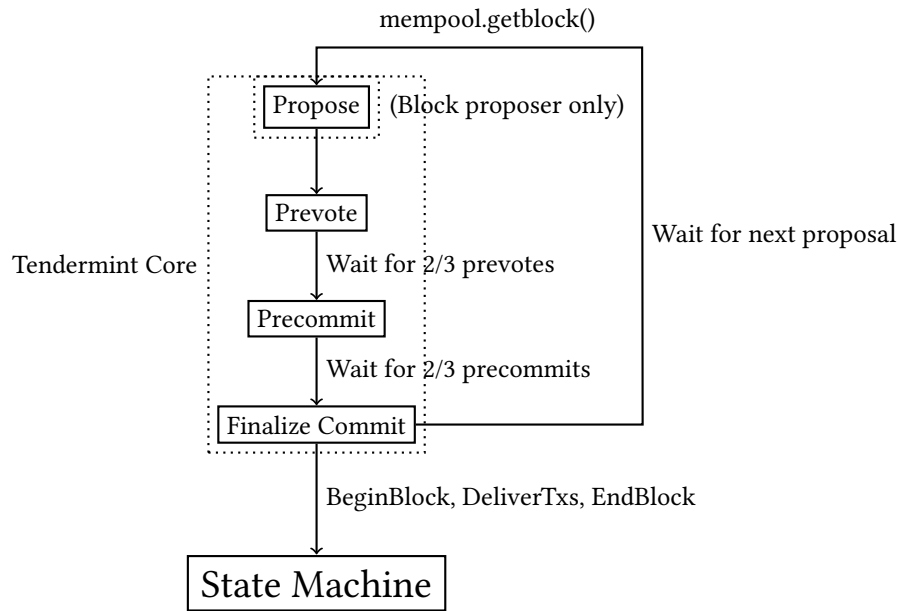 mempool.getblock()
Propose
(Block proposer only)
Prevote
Wait for next proposal
Tendermint Core
Wait for 2/3 prevotes
Precommit
Wait for 2/3 precommits
Finalize Commit
BeginBlock, DeliverTxs, EndBlock
State Machine